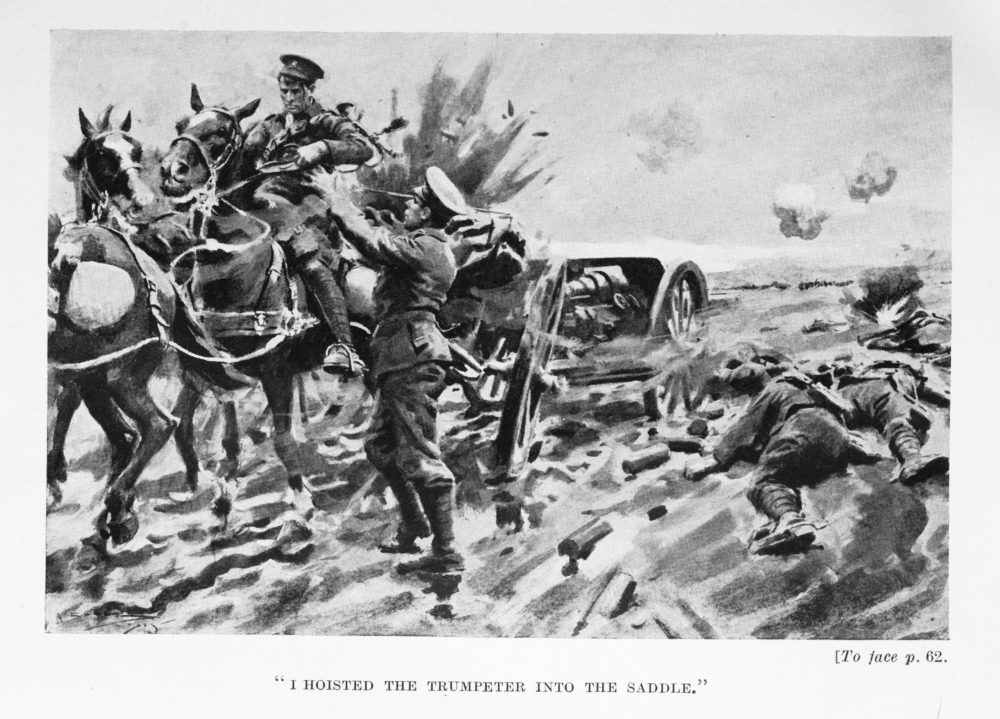 [To face p. 62.
“ I HOISTED THE TRUMPETER INTO THE SADDLE.”